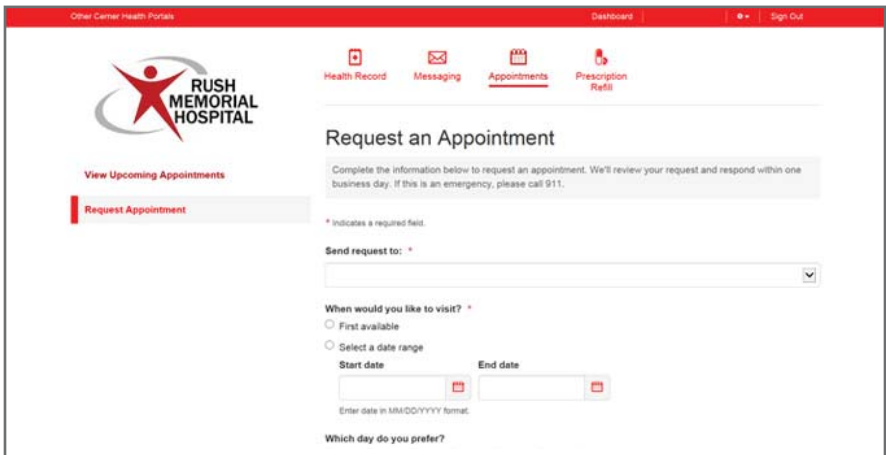 Other Cerner Health Portals
Dashboard
Sign Out
RUSH
MEMORIAL
HOSPITAL
Health Record
Messaging
Appointments
Prescription
Refill
View Upcoming Appointments
Request Appointment
Request an Appointment
Complete the information below to request an appointment. We'll review your request and respond within one
business day. If this is an emergency, please call 911.
* Indicates a required field.
Send request to: *
When would you like to visit? *
First available
Select a date range
Start date
End date
Enter date in MM/DD/YYYY format.
Which day do you prefer?